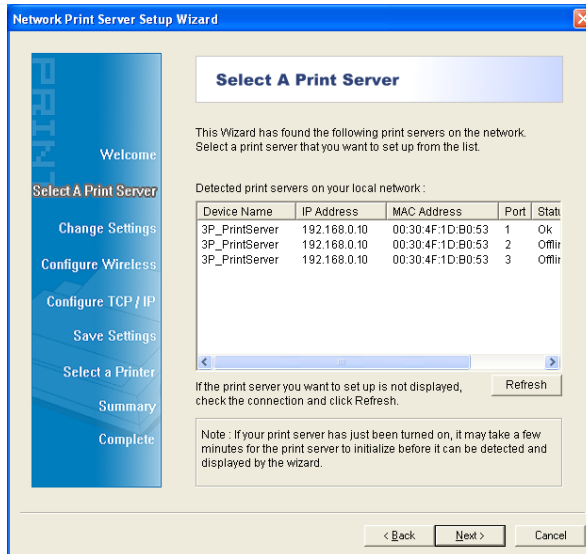 Network Print Server Setup Wizard
PRINT
Welcome
Select A Print Server
Change Settings
Configure Wireless
Configure TCP / IP
Save Settings
Select a Printer
Summary
Complete
Select A Print Server
This Wizard has found the following print servers on the network.
Select a print server that you want to set up from the list.
Detected print servers on your local network :
Device Name IP Address MAC Address Port Statu
3P_PrintServer 192.168.0.10 00:30:4F:1D:B0:53 1 Ok
3P_PrintServer 192.168.0.10 00:30:4F:1D:B0:53 2 Offlin
3P_PrintServer 192.168.0.10 00:30:4F:1D:B0:53 3 Offlin
If the print server you want to set up is not displayed,
check the connection and click Refresh.
Refresh
Note : If your print server has just been turned on, it may take a few
minutes for the print server to initialize before it can be detected and
displayed by the wizard.
< Back Next > Cancel